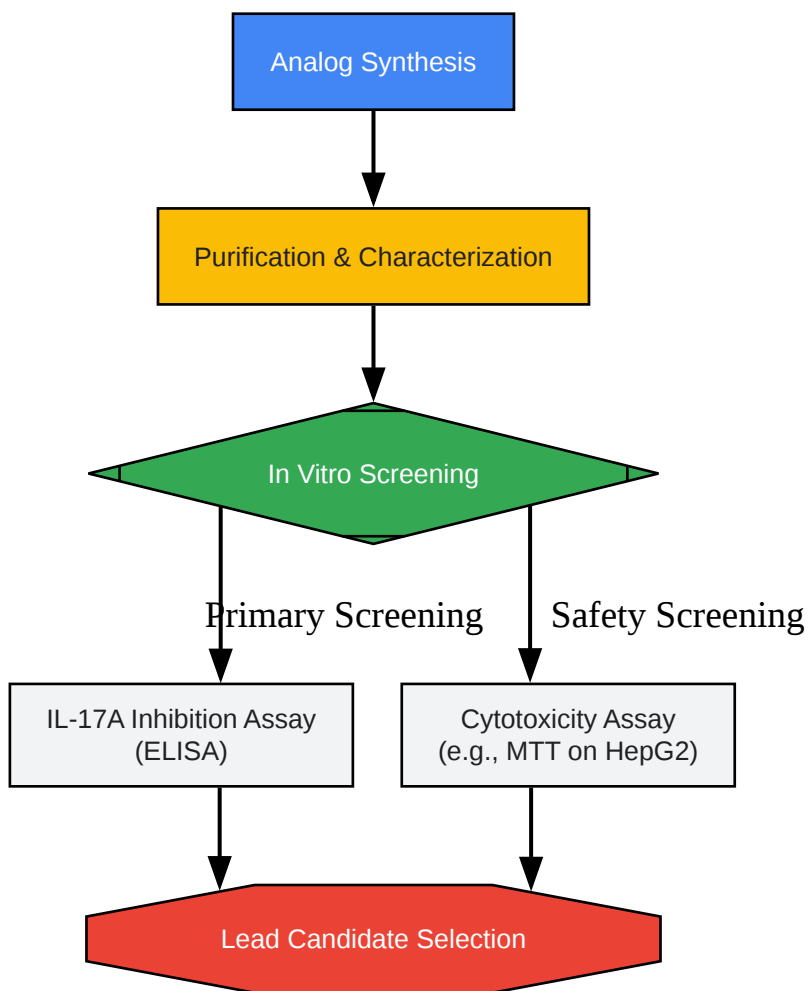 Analog Synthesis
Purification & Characterization
In Vitro Screening
Primary Screening
Safety Screening
IL-17A Inhibition Assay
(ELISA)
Cytotoxicity Assay
(e.g., MTT on HepG2)
Lead Candidate Selection